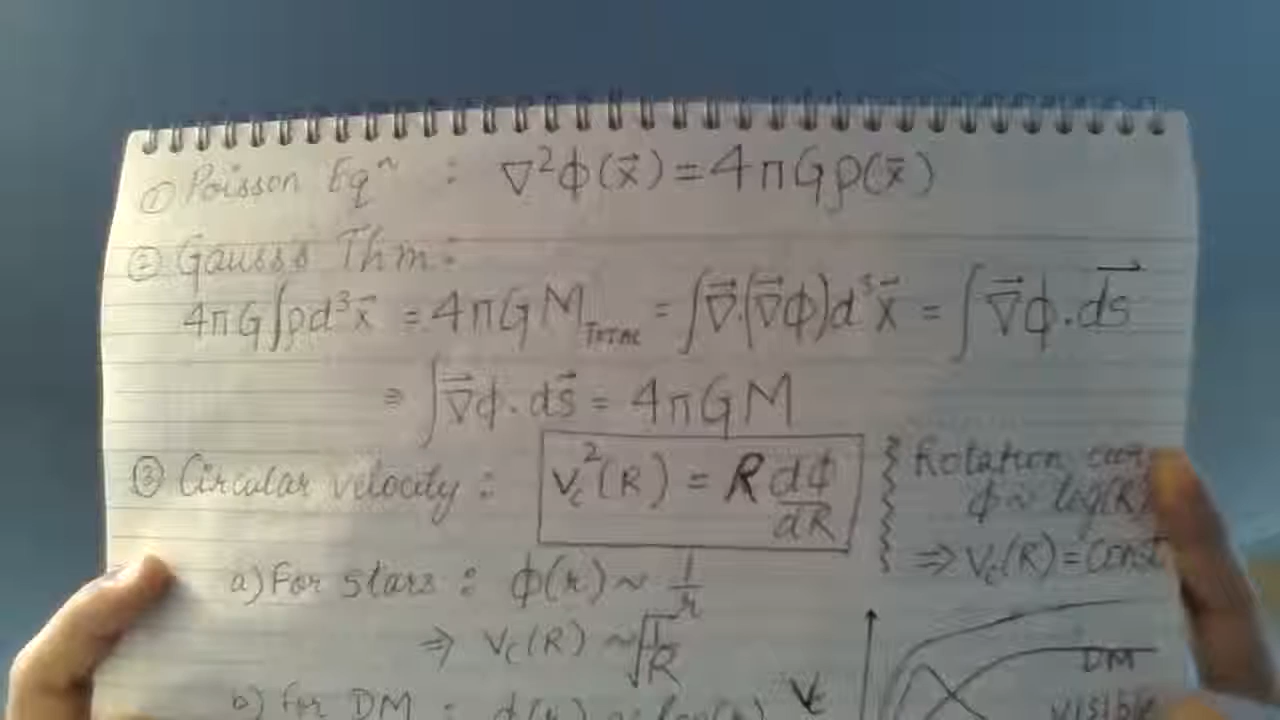 ① Poisson Eqⁿ : ∇²ϕ(x⃗) = 4πGρ(x⃗)
② Gauss's Thm:
4πG∫ρd³x⃗ = 4πGM_TOTAL = ∫∇⃗·(∇⃗ϕ)d³x⃗ = ∫∇⃗ϕ.ds⃗
⇒ ∫∇⃗ϕ.ds⃗ = 4πGM
③ Circular velocity : v_c²(R) = R dϕ/dR
Rotation
ϕ ~ log(R)
⇒ v_c(R) = Const
a) For stars : ϕ(r) ~ 1/r
⇒ v_c(R) ~ √(1/R)
b) For DM : ϕ(r) ~ log(r)
v_c
DM
visible